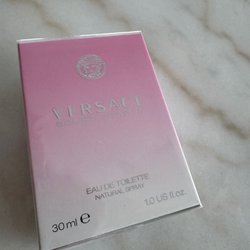 VERSACE
EAU DE TOILETTE
NATURAL SPRAY
30 ml e
1.0 US fl.oz.